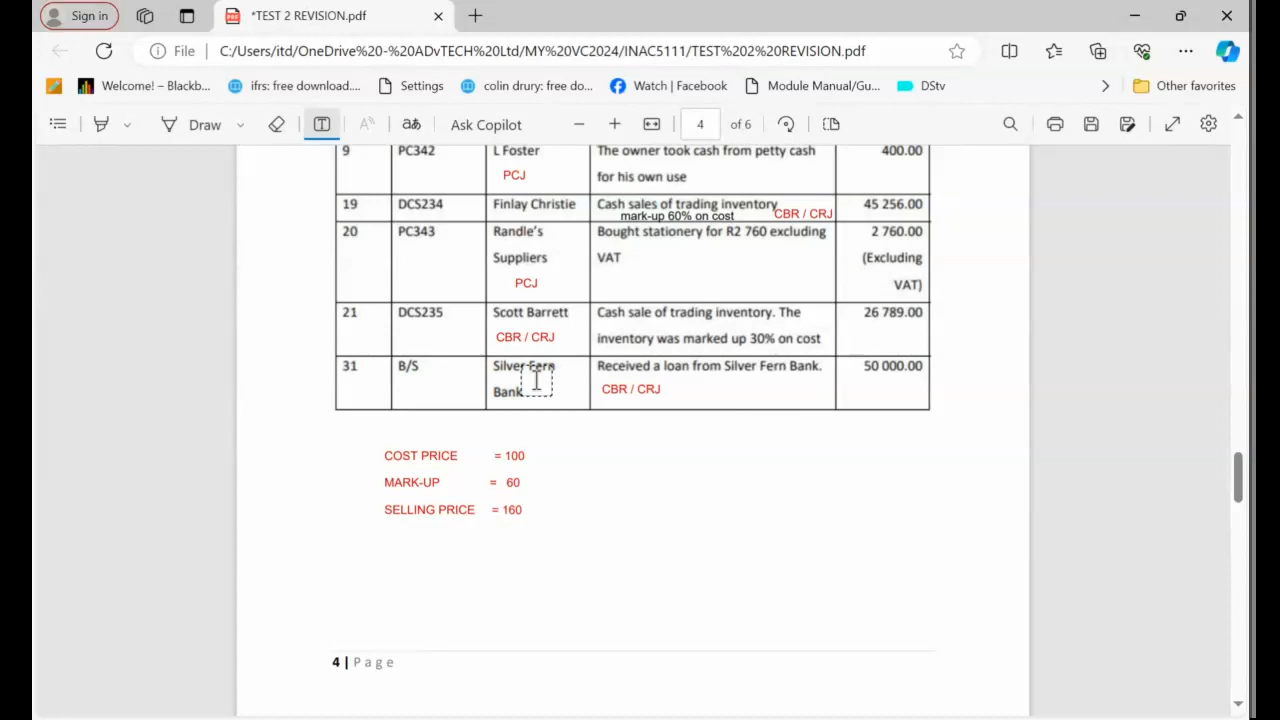 Sign in
*TEST 2 REVISION.pdf
File
C:/Users/itd/OneDrive%20-%20ADvTECH%20Ltd/MY%20VC2024/INAC5111/TEST%202%20REVISION.pdf
Welcome! – Blackb...
ifrs: free download....
Settings
colin drury: free do...
Watch | Facebook
Module Manual/Gu...
DStv
Other favorites
Draw
aあ
Ask Copilot
4 of 6
9 PC342 L Foster The owner took cash from petty cash 400.00
PCJ for his own use
19 DCS234 Finlay Christie Cash sales of trading inventory 45 256.00
mark-up 60% on cost CBR / CRJ
20 PC343 Randle's Bought stationery for R2 760 excluding 2 760.00
Suppliers VAT (Excluding
PCJ VAT)
21 DCS235 Scott Barrett Cash sale of trading inventory. The 26 789.00
CBR / CRJ inventory was marked up 30% on cost
31 B/S Silver Fern Received a loan from Silver Fern Bank. 50 000.00
Bank CBR / CRJ
COST PRICE = 100
MARK-UP = 60
SELLING PRICE = 160
4 | Page